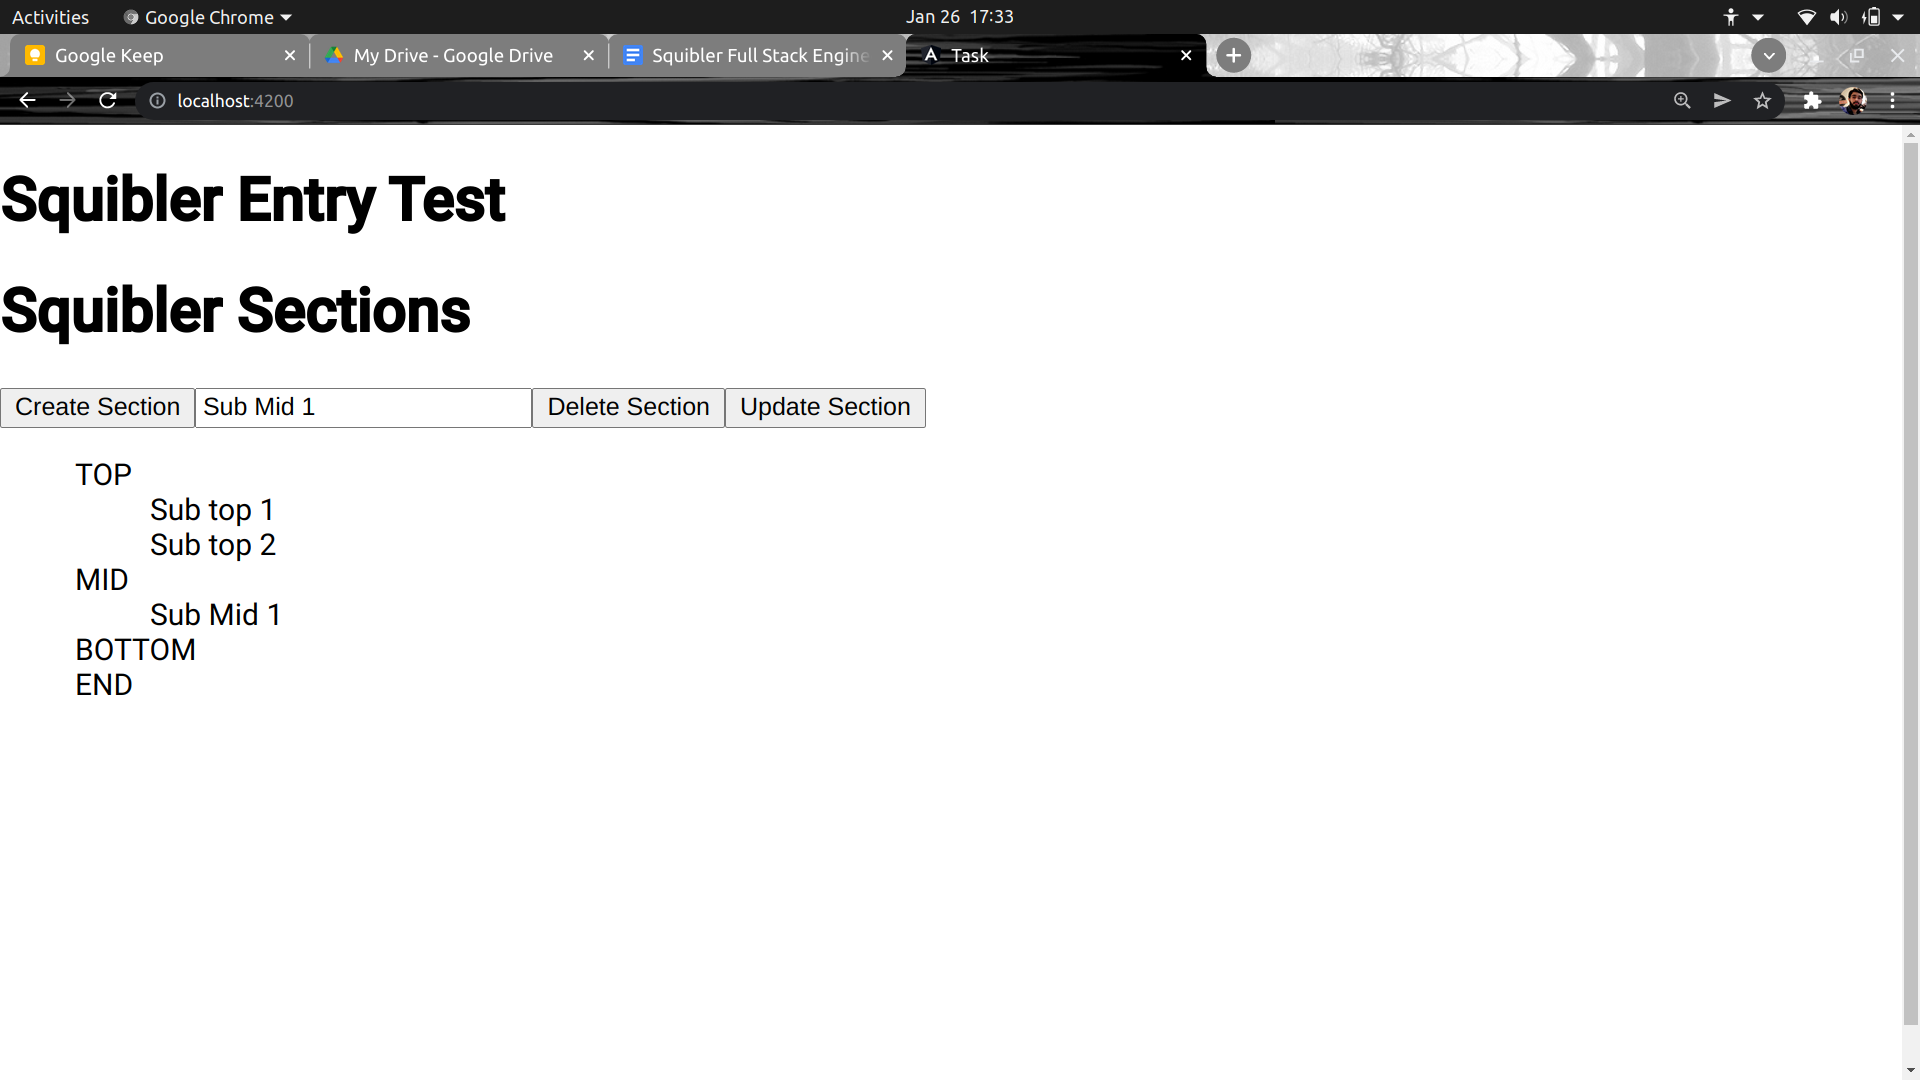 Activities Google Chrome Jan 26 17:33
Google Keep My Drive - Google Drive Squibler Full Stack Engine Task
localhost:4200
Squibler Entry Test
Squibler Sections
Create Section Sub Mid 1 Delete Section Update Section
TOP
Sub top 1
Sub top 2
MID
Sub Mid 1
BOTTOM
END